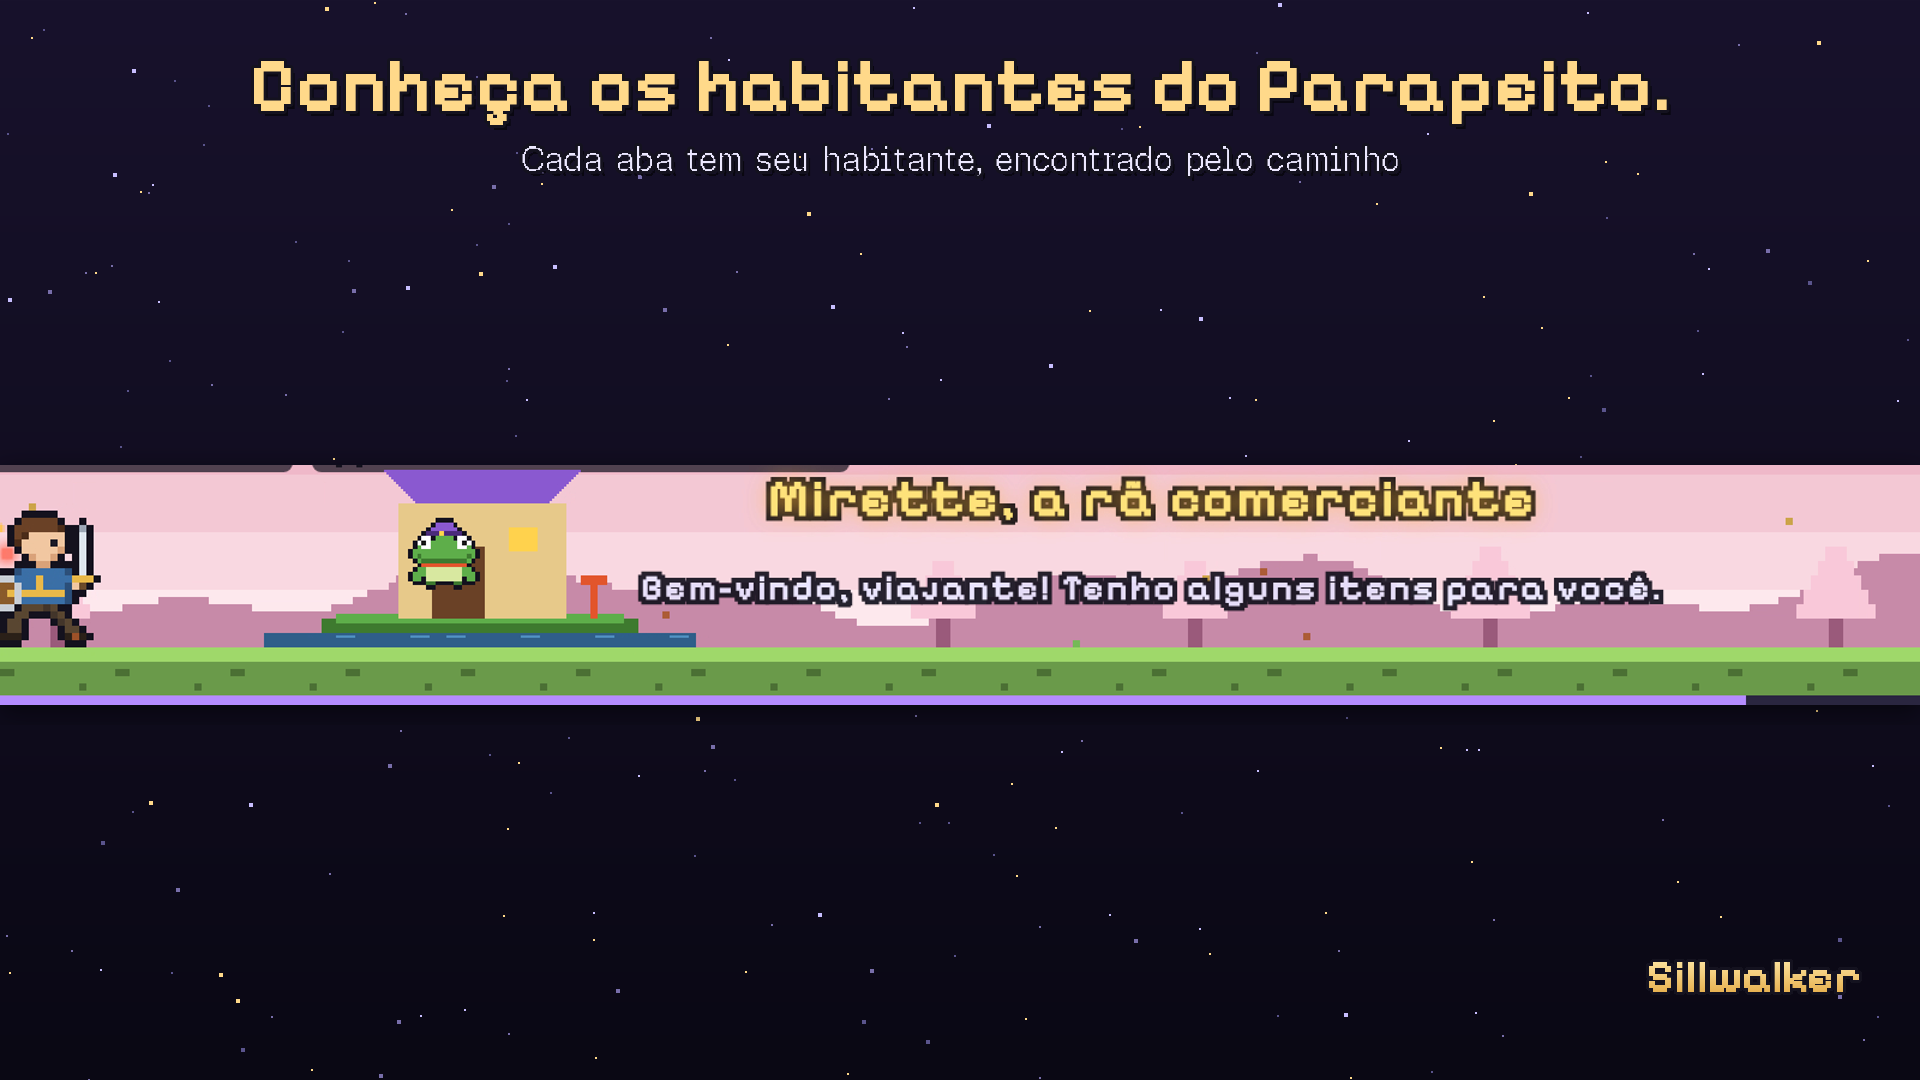 Conheça os habitantes do Parapeito.
Cada aba tem seu habitante, encontrado pelo caminho
Mirette, a rã comerciante
Bem-vindo, viajante! Tenho alguns itens para você.
Sillwalker